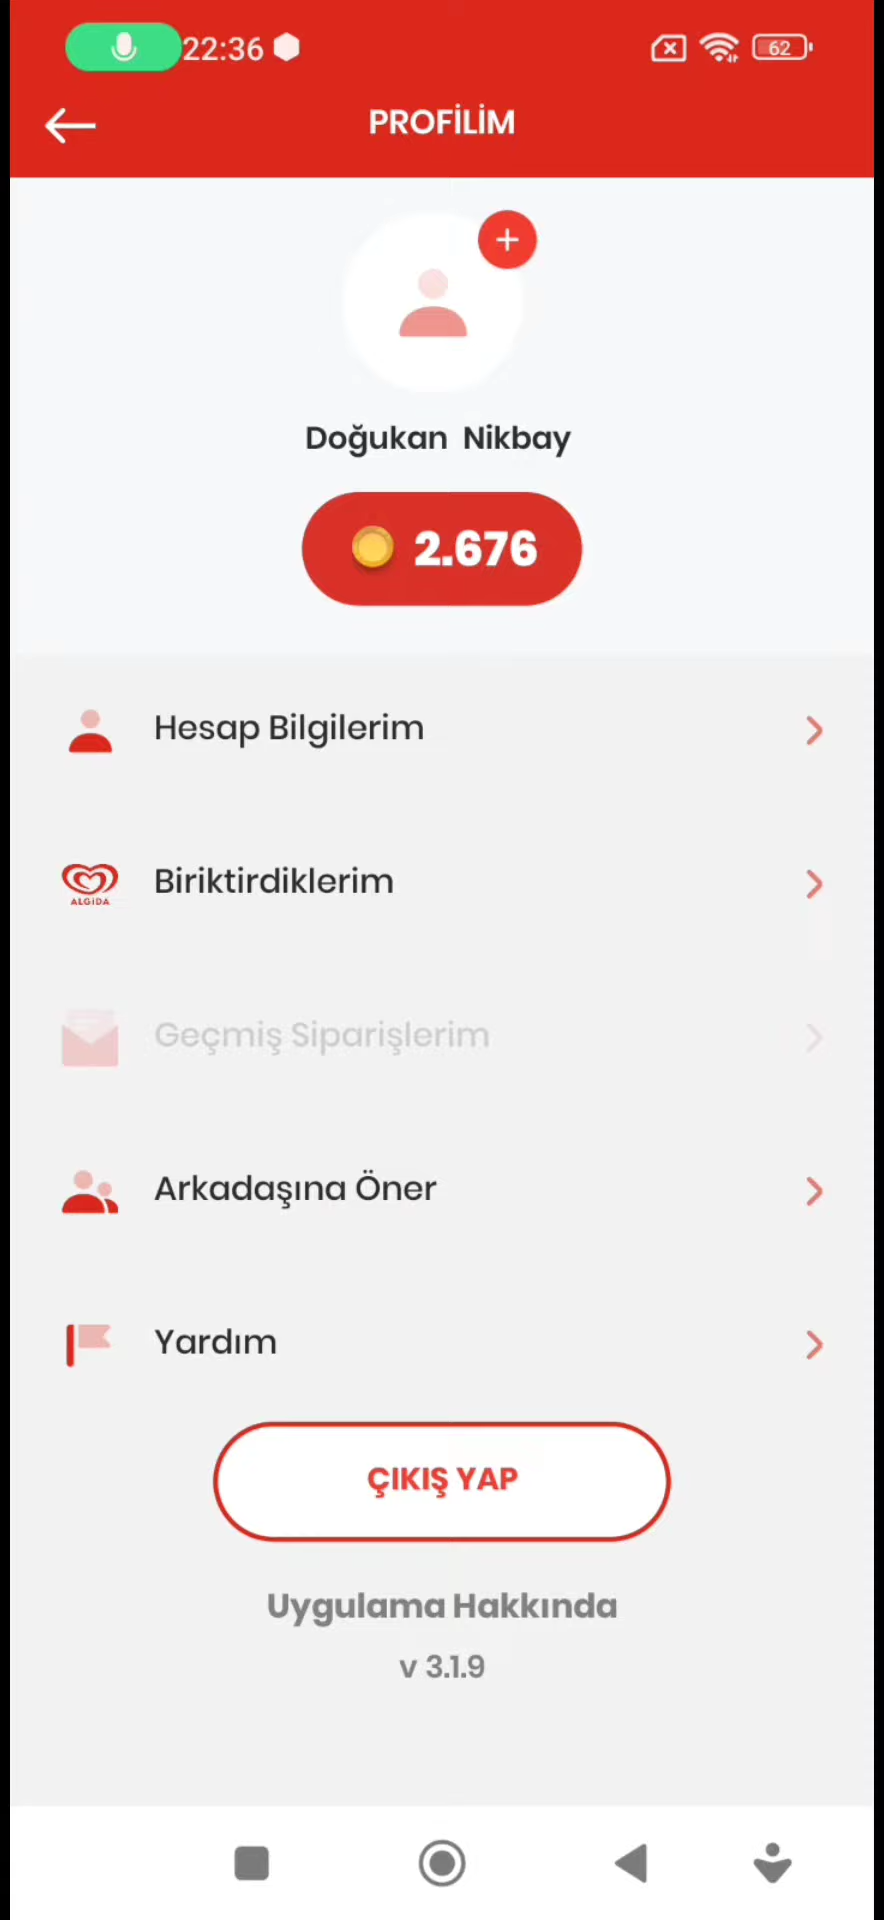 22:36
62
PROFİLİM
Doğukan Nikbay
2.676
Hesap Bilgilerim
ALGiDA
Biriktirdiklerim
Geçmiş Siparişlerim
Arkadaşına Öner
Yardım
ÇIKIŞ YAP
Uygulama Hakkında
v 3.1.9